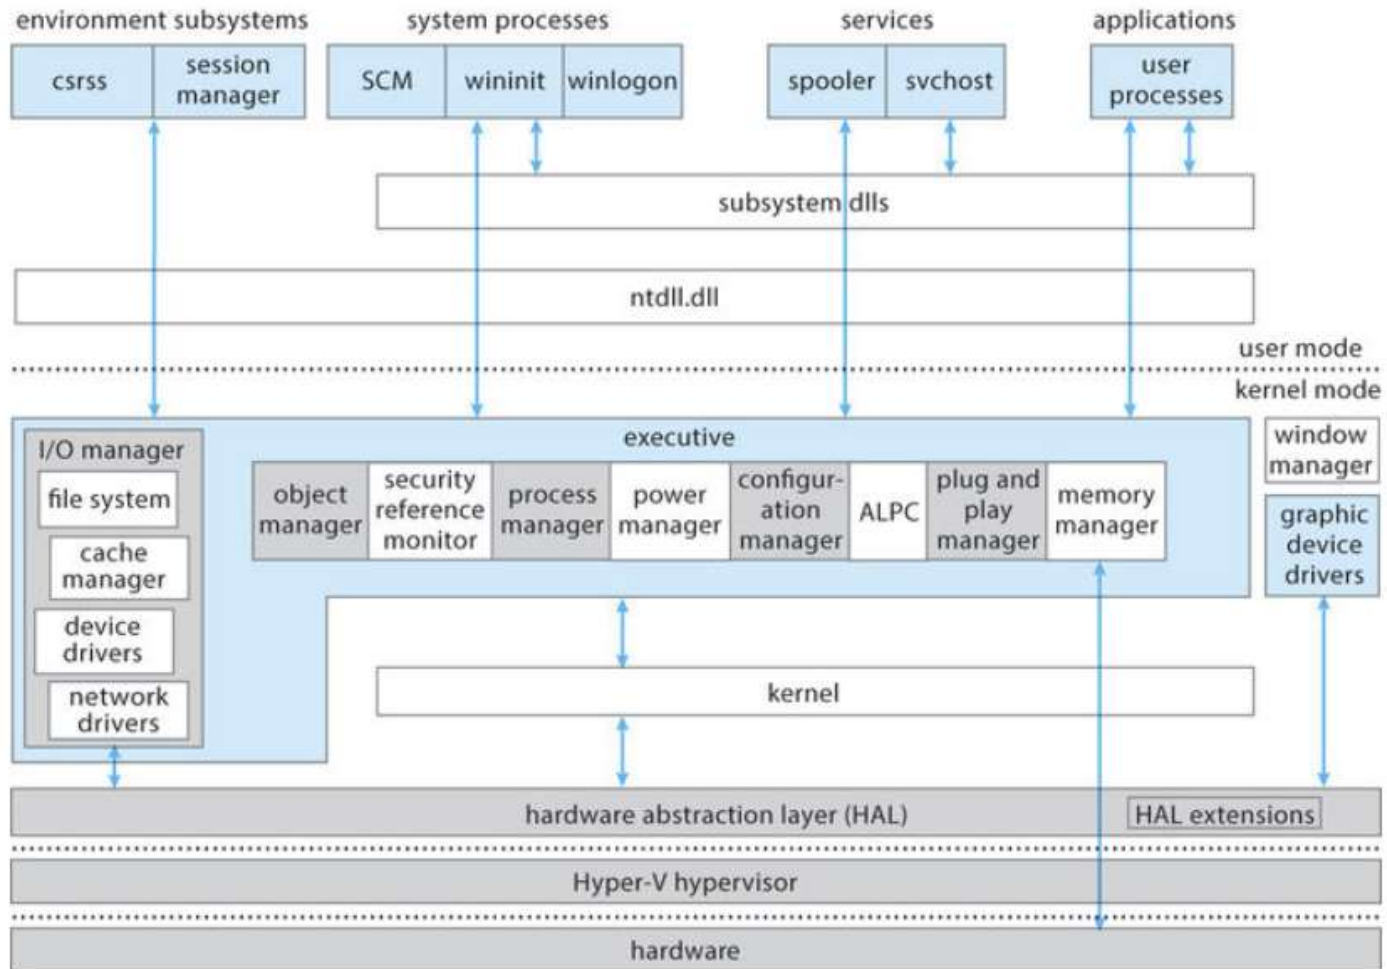 environment subsystems
system processes
services
applications
csrss
session
manager
SCM
wininit
winlogon
spooler
svchost
user
processes
subsystem dlls
ntdll.dll
user mode
kernel mode
executive
I/O manager
file system
cache
manager
device
drivers
network
drivers
object
manager
security
reference
monitor
process
manager
power
manager
configur-
ation
manager
ALPC
plug and
play
manager
memory
manager
window
manager
graphic
device
drivers
kernel
hardware abstraction layer (HAL)
HAL extensions
Hyper-V hypervisor
hardware